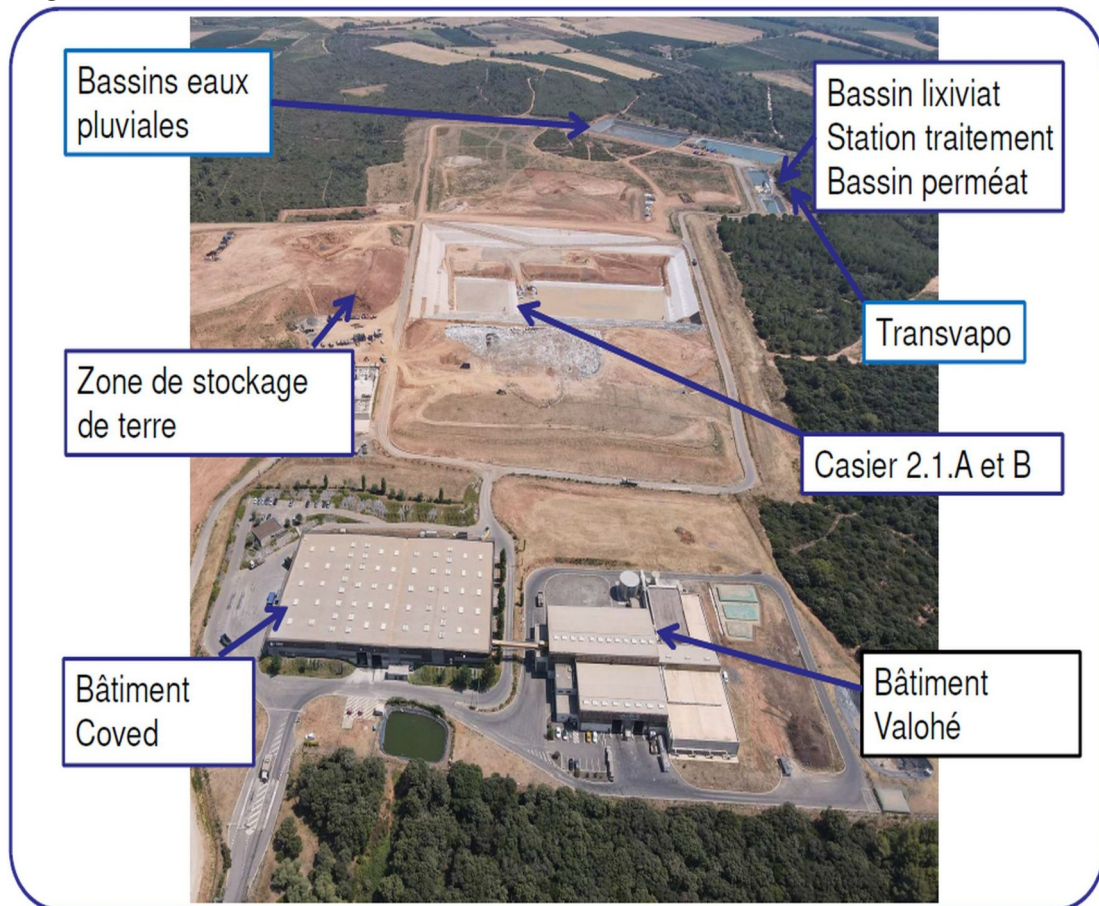 Bassins eaux
pluviales
Bassin lixiviat
Station traitement
Bassin perméat
Transvapo
Zone de stockage
de terre
Casier 2.1.A et B
Bâtiment
Coved
Bâtiment
Valohé